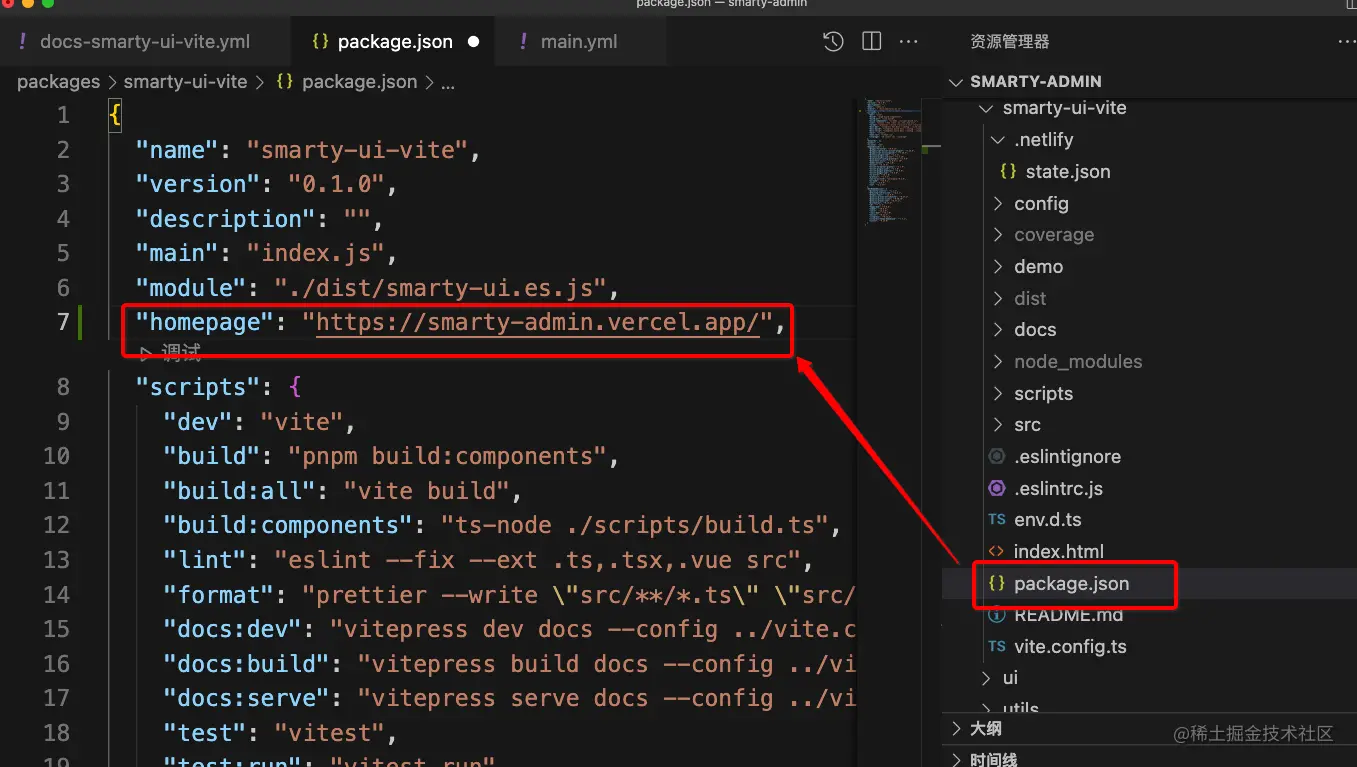 package.json — smarty-admin
! docs-smarty-ui-vite.yml
{} package.json ●
! main.yml
···
packages > smarty-ui-vite > {} package.json > ...
1 {
2 "name": "smarty-ui-vite",
3 "version": "0.1.0",
4 "description": "",
5 "main": "index.js",
6 "module": "./dist/smarty-ui.es.js",
7 "homepage": "https://smarty-admin.vercel.app/",
调试
8 "scripts": {
9 "dev": "vite",
10 "build": "pnpm build:components",
11 "build:all": "vite build",
12 "build:components": "ts-node ./scripts/build.ts",
13 "lint": "eslint --fix --ext .ts,.tsx,.vue src",
14 "format": "prettier --write \"src/**/*.ts\" \"src/
15 "docs:dev": "vitepress dev docs --config ../vite.c
16 "docs:build": "vitepress build docs --config ../vi
17 "docs:serve": "vitepress serve docs --config ../vi
18 "test": "vitest",
19 "test:run": "vitest run"
资源管理器 ···
SMARTY-ADMIN
smarty-ui-vite
.netlify
{} state.json
config
coverage
demo
dist
docs
node_modules
scripts
src
.eslintignore
.eslintrc.js
TS env.d.ts
<> index.html
{} package.json
README.md
TS vite.config.ts
ui
utils
大纲
时间线
@稀土掘金技术社区